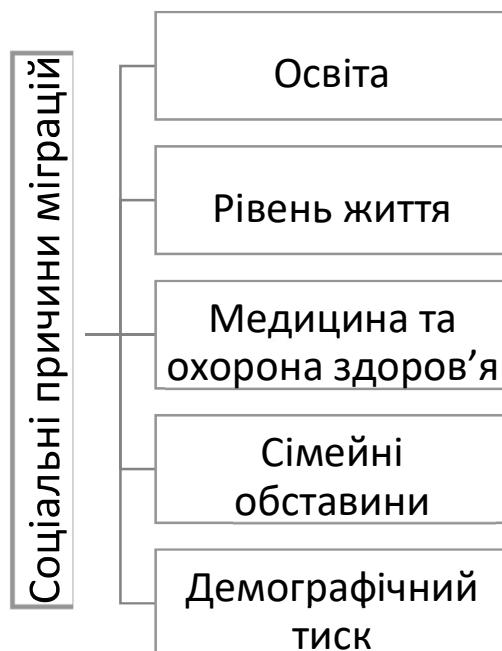 Соціальні причини міграцій
Освіта
Рівень життя
Медицина та
охорона здоров’я
Сімейні
обставини
Демографічний
тиск